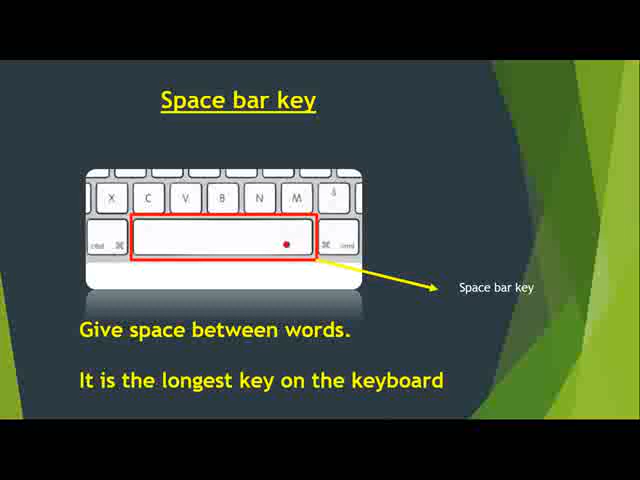 Space bar key
X C V B N M
cmd ⌘ ⌘
Space bar key
Give space between words.
It is the longest key on the keyboard